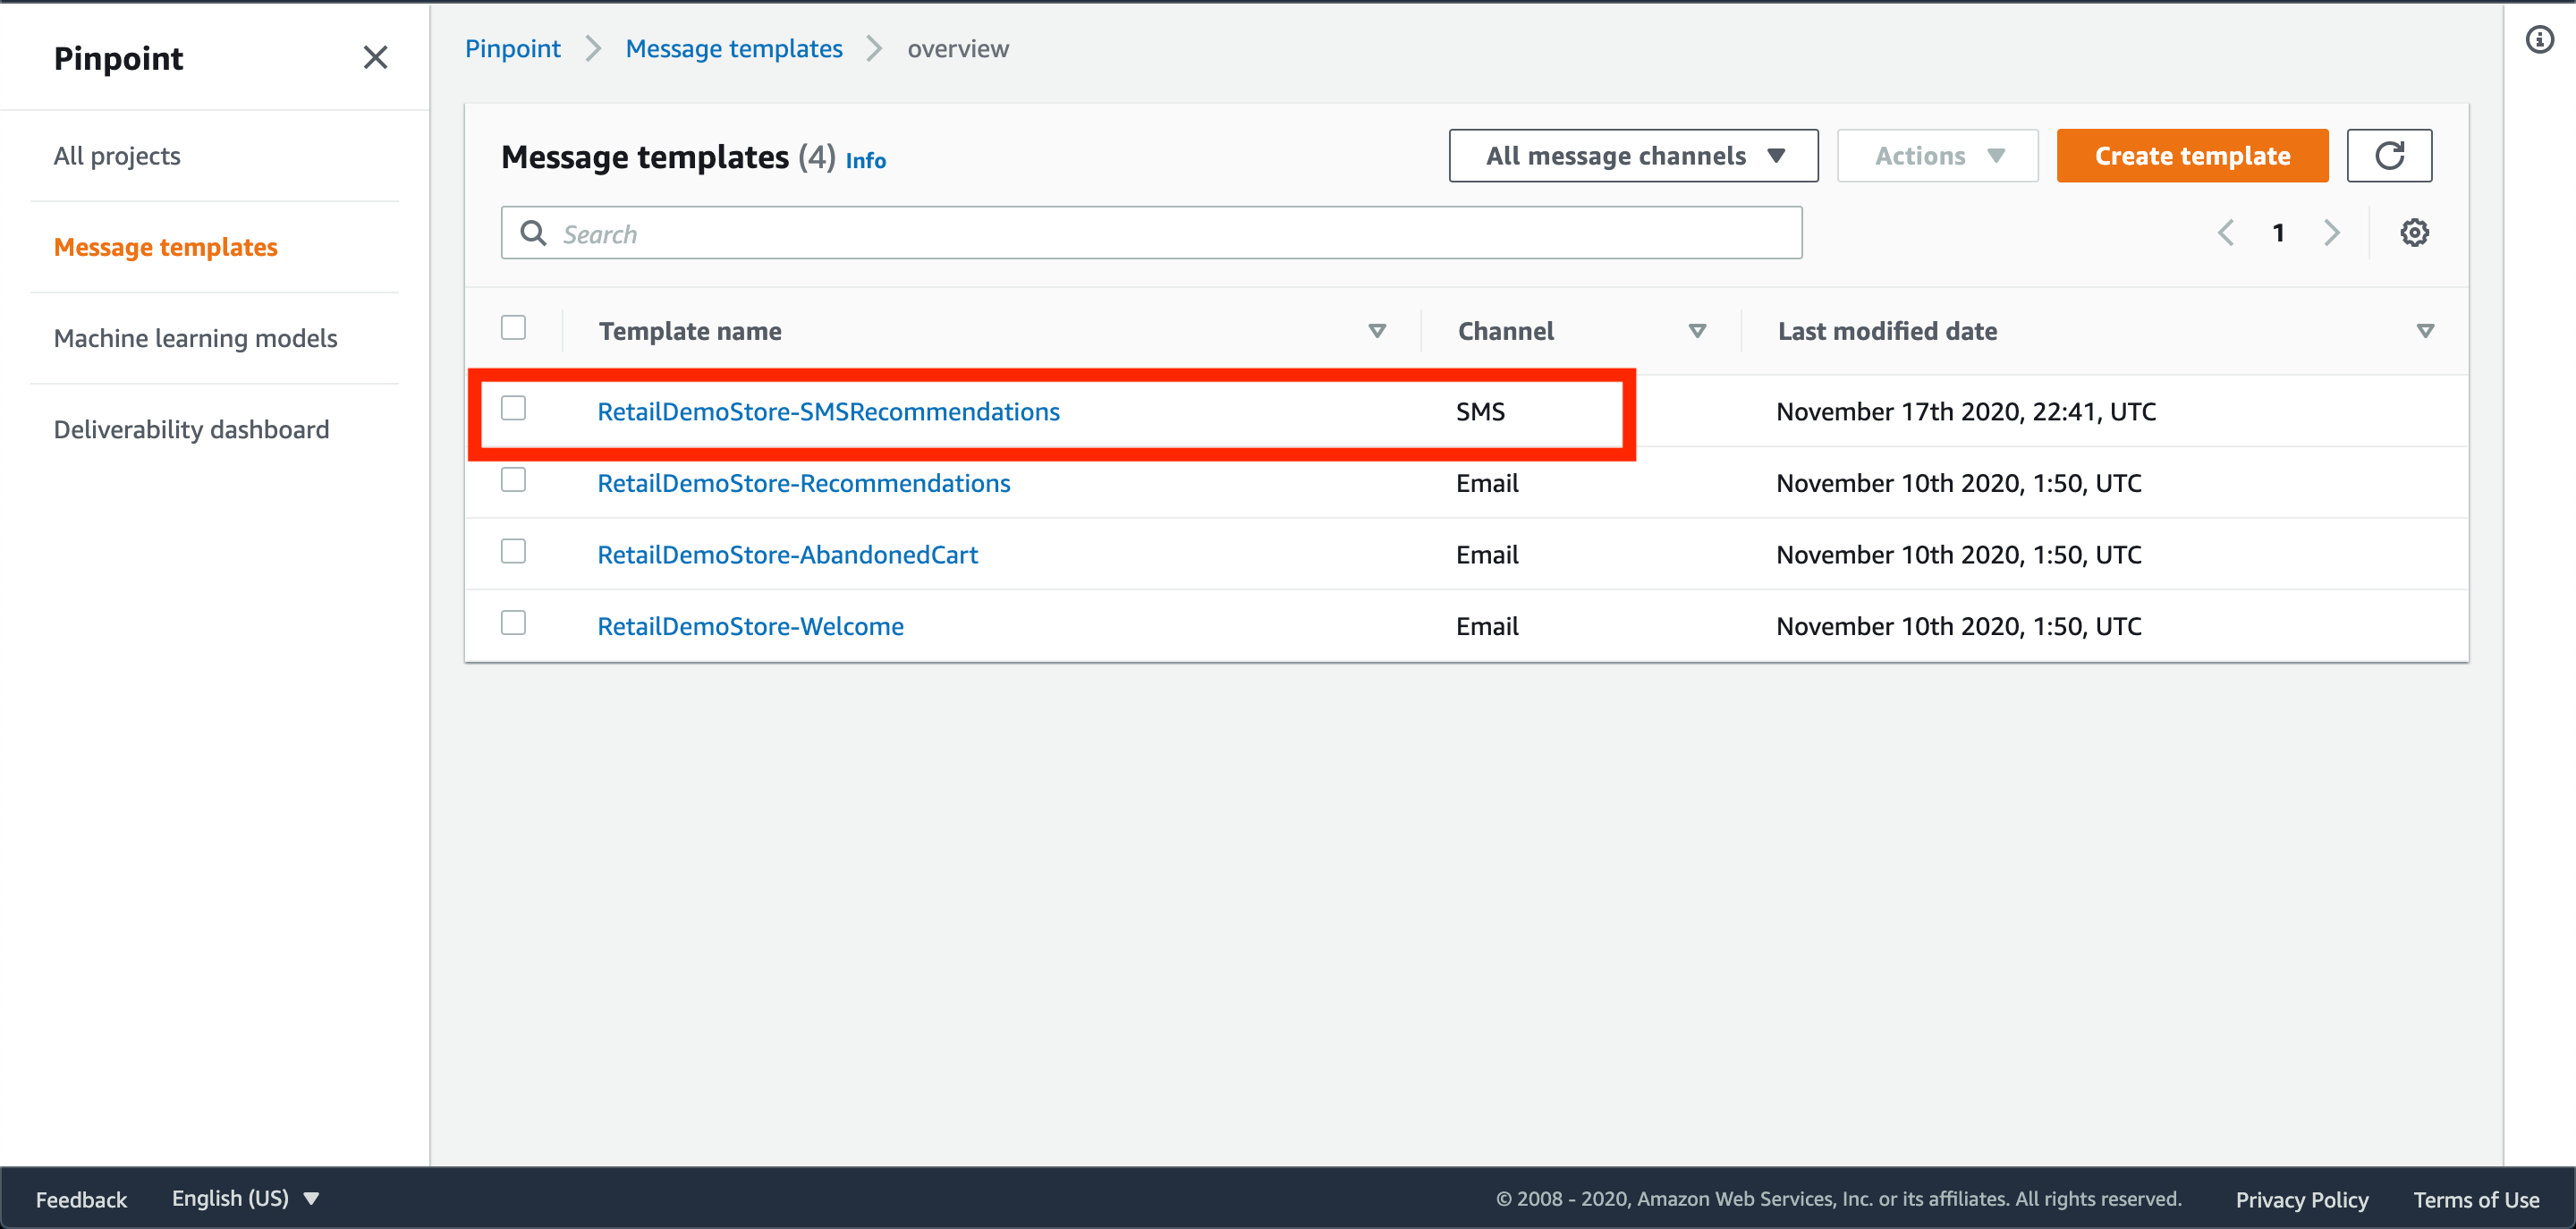 Pinpoint
All projects
Message templates
Machine learning models
Deliverability dashboard
Pinpoint Message templates overview
Message templates (4) Info
All message channels Actions Create template
Search
1
Template name Channel Last modified date
RetailDemoStore-SMSRecommendations SMS November 17th 2020, 22:41, UTC
RetailDemoStore-Recommendations Email November 10th 2020, 1:50, UTC
RetailDemoStore-AbandonedCart Email November 10th 2020, 1:50, UTC
RetailDemoStore-Welcome Email November 10th 2020, 1:50, UTC
Feedback English (US) © 2008 - 2020, Amazon Web Services, Inc. or its affiliates. All rights reserved. Privacy Policy Terms of Use